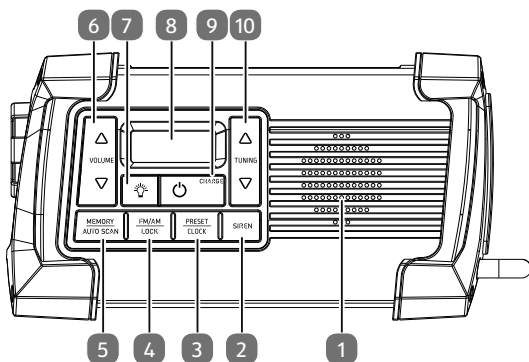 6 7 8 9 10
VOLUME
TUNING
CHARGE
MEMORY
AUTO SCAN
FM/AM
LOCK
PRESET
CLOCK
SIREN
5 4 3 2 1